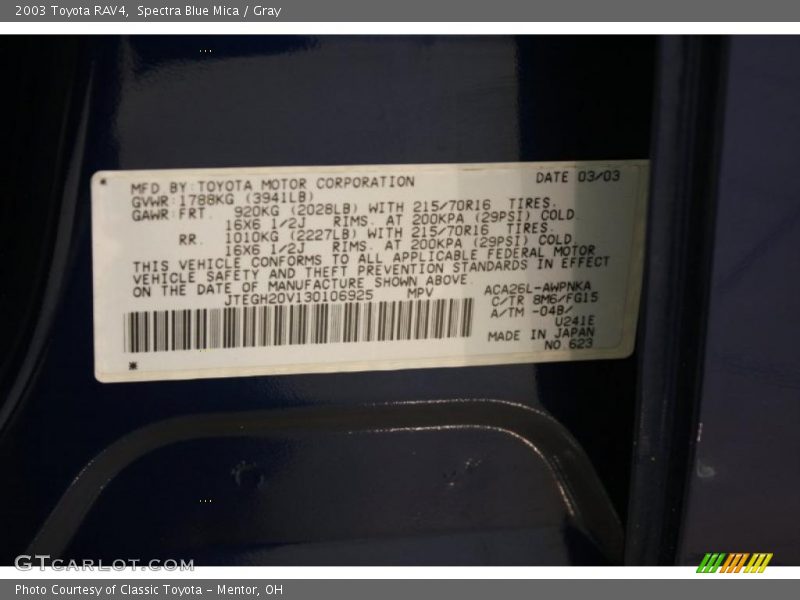 2003 Toyota RAV4, Spectra Blue Mica / Gray
MFD BY:TOYOTA MOTOR CORPORATION DATE 03/03
GVWR:1788KG (3941LB)
GAWR:FRT. 920KG (2028LB) WITH 215/70R16 TIRES.
16X6 1/2J RIMS. AT 200KPA (29PSI) COLD
RR. 1010KG (2227LB) WITH 215/70R16 TIRES.
16X6 1/2J RIMS. AT 200KPA (29PSI) COLD
THIS VEHICLE CONFORMS TO ALL APPLICABLE FEDERAL MOTOR
VEHICLE SAFETY AND THEFT PREVENTION STANDARDS IN EFFECT
ON THE DATE OF MANUFACTURE SHOWN ABOVE.
JTEGH20V130106925 MPV
ACA26L-AWPNKA
C/TR 8M6/FG15
A/TM -04B/
U241E
MADE IN JAPAN
NO 623
GTCARLOT.COM
Photo Courtesy of Classic Toyota - Mentor, OH